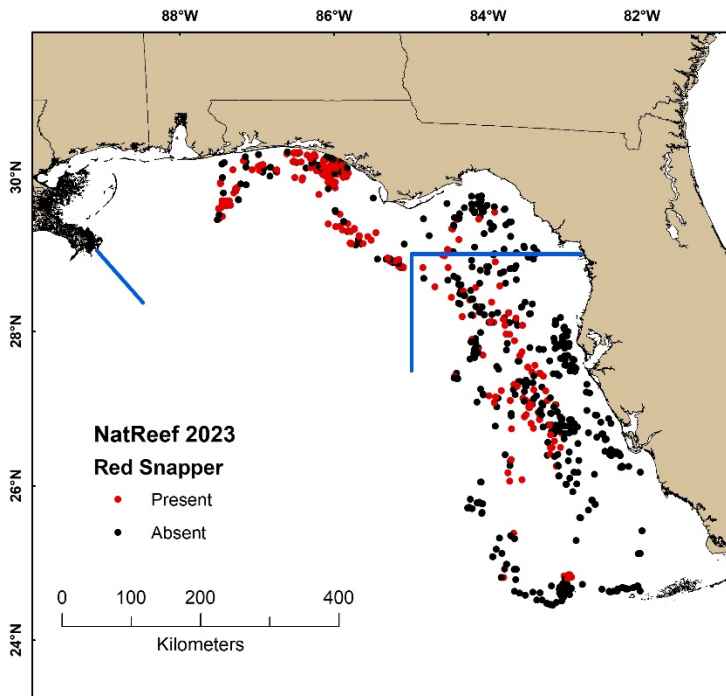 88°W 86°W 84°W 82°W
30°N
28°N
26°N
24°N
NatReef 2023
Red Snapper
Present
Absent
0 100 200 400
Kilometers